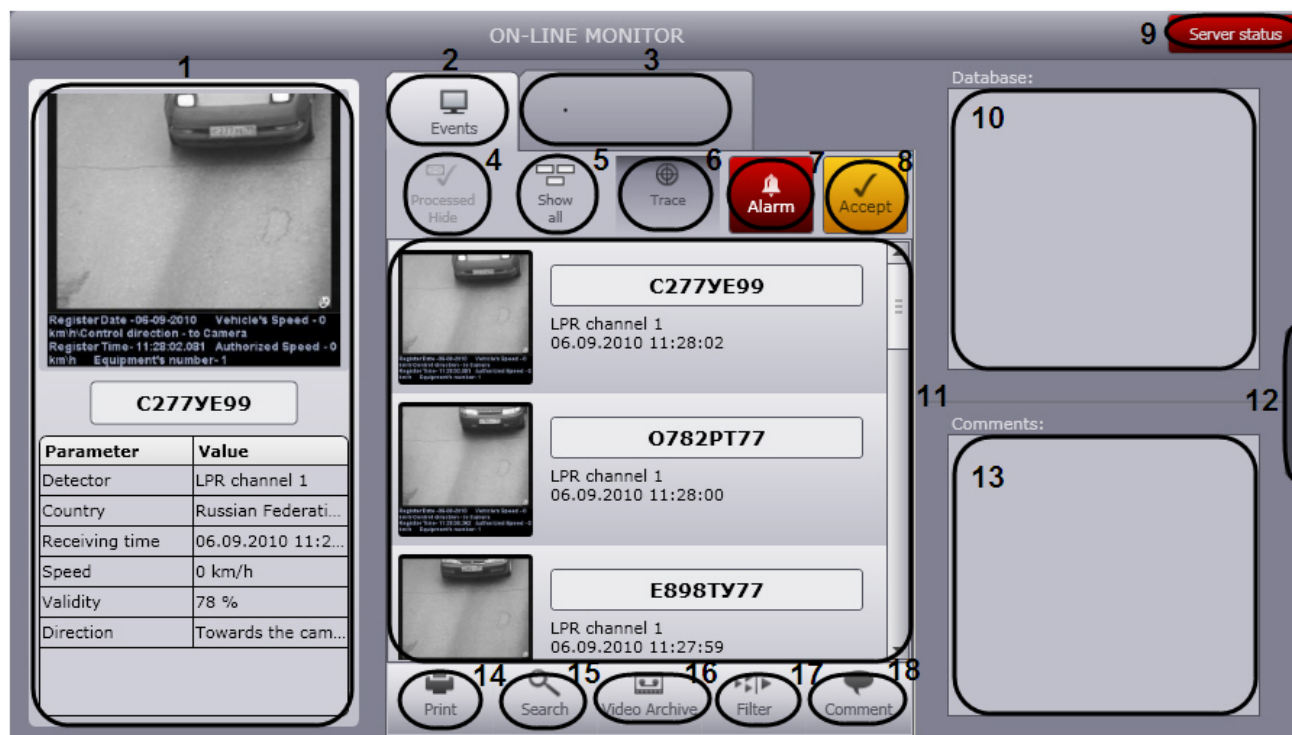 ON-LINE MONITOR
9
Server status
1
2
3
Database:
Events
10
4
5
6
7
8
Processed
Hide
Show
all
Trace
Alarm
Accept
Register Date -06-09-2010 Vehicle's Speed - 0
km\h\Control direction - to Camera
Register Time- 11:28:02.081 Authorized Speed - 0
km\h Equipment's number- 1
С277УЕ99
Parameter Value
Detector LPR channel 1
Country Russian Federati...
Receiving time 06.09.2010 11:2...
Speed 0 km/h
Validity 78 %
Direction Towards the cam...
С277УЕ99
LPR channel 1
06.09.2010 11:28:02
О782РТ77
LPR channel 1
06.09.2010 11:28:00
Е898ТУ77
LPR channel 1
06.09.2010 11:27:59
11
12
Comments:
13
14
15
16
17
18
Print
Search
Video Archive
Filter
Comment